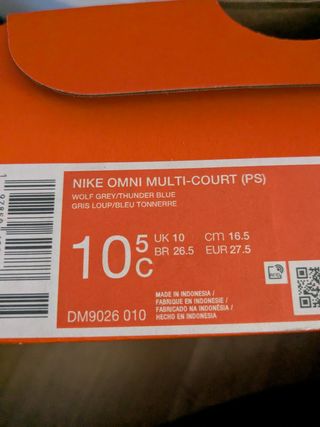 NIKE OMNI MULTI-COURT (PS)
WOLF GREY/THUNDER BLUE
GRIS LOUP/BLEU TONNERRE
10 5 C
UK 10 cm 16.5
BR 26.5 EUR 27.5
MADE IN INDONESIA /
FABRIQUE EN INDONESIE /
FABRICADO NA INDONÉSIA /
HECHO EN INDONESIA
DM9026 010